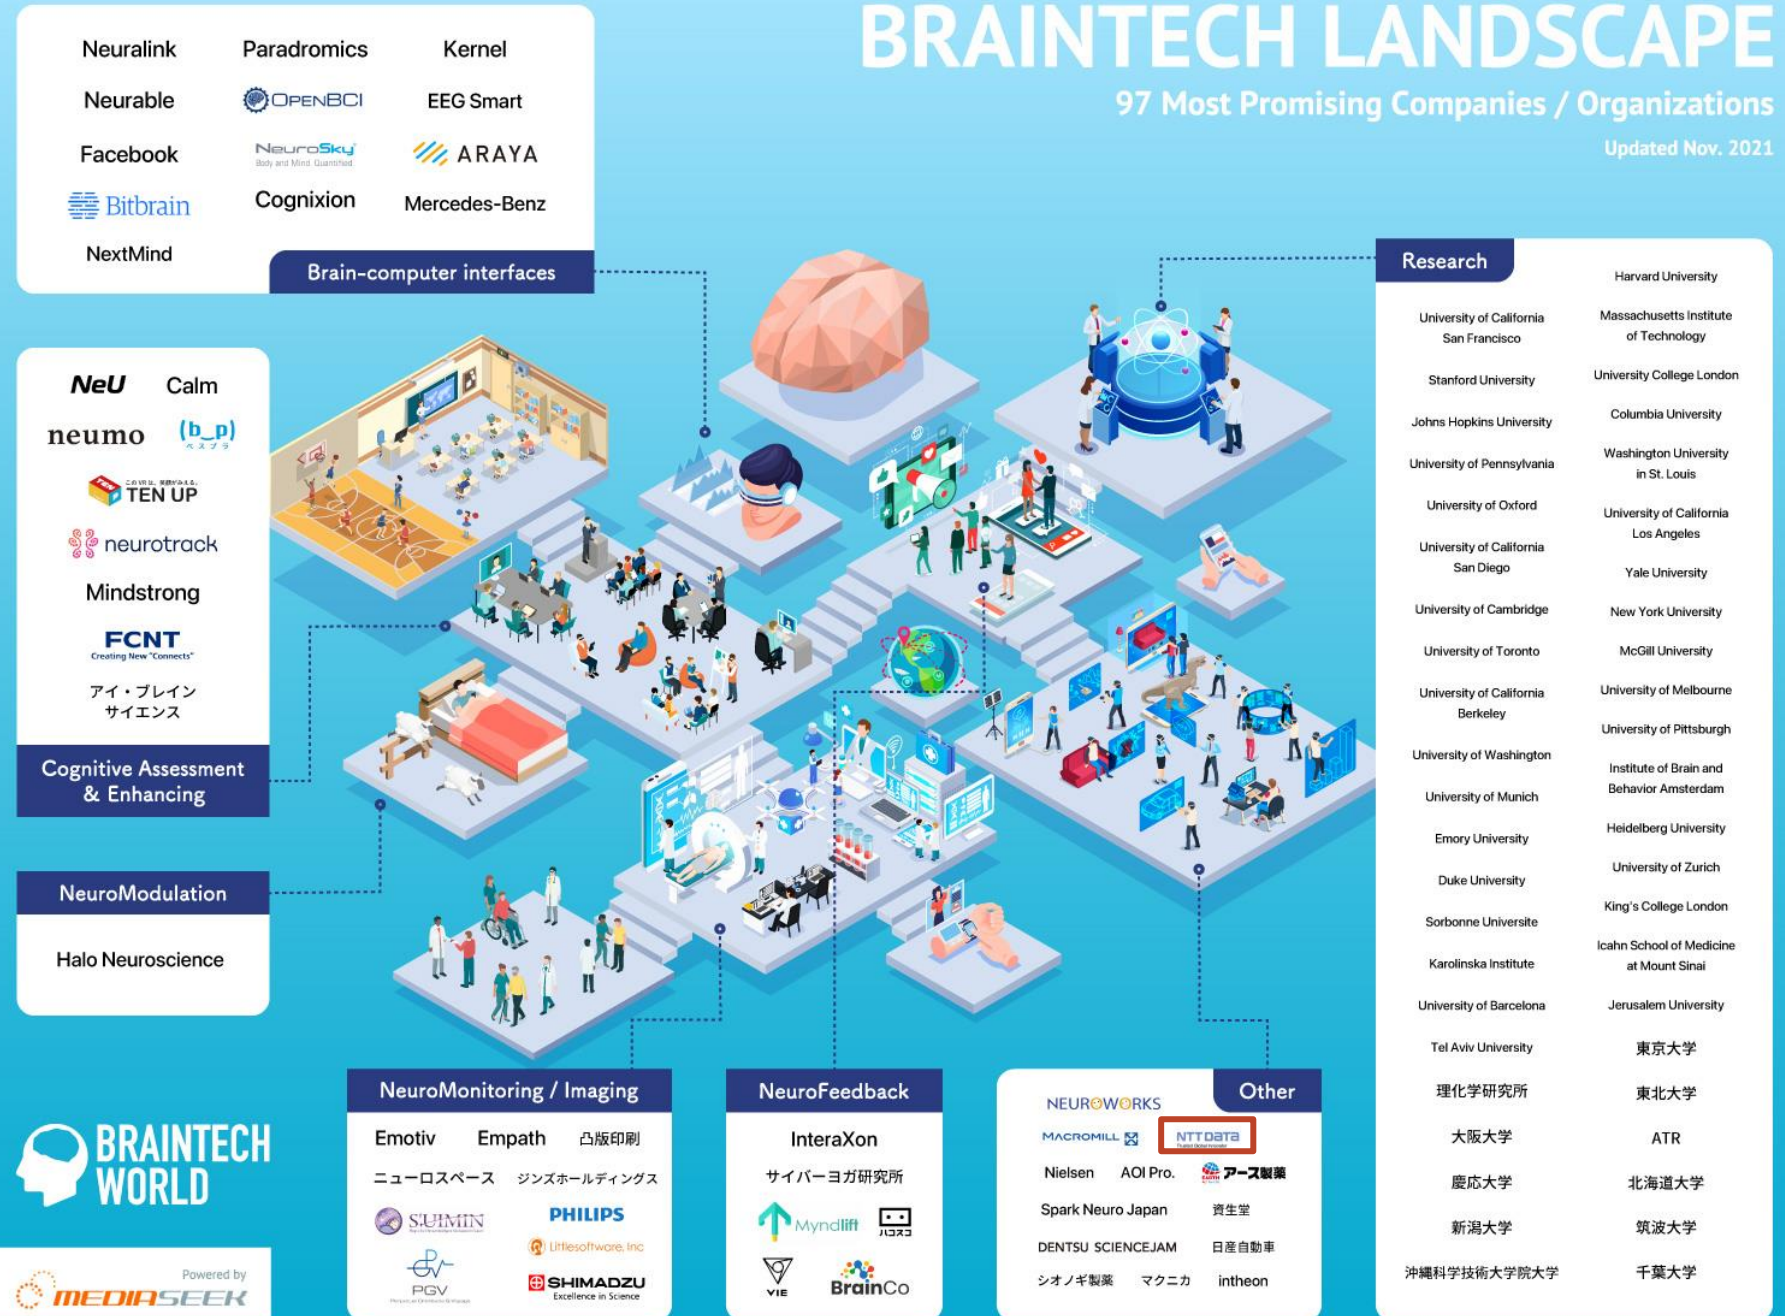 BRAINTECH LANDSCAPE
97 Most Promising Companies / Organizations
Updated Nov. 2021
Neuralink
Paradromics
Kernel
Neurable
OPENBCI
EEG Smart
Facebook
NeuroSky
Body and Mind. Quantified
ARAYA
Bitbrain
Cognixion
Mercedes-Benz
NextMind
Brain-computer interfaces
NeU
Calm
neumo
(b_p)
ベスプラ
TEN UP
neurotrack
Mindstrong
FCNT
Creating New "Connects"
アイ・ブレイン
サイエンス
Cognitive Assessment
& Enhancing
NeuroModulation
Halo Neuroscience
NeuroMonitoring / Imaging
Emotiv
Empath
凸版印刷
ニューロスペース
ジンズホールディングス
S'UIMIN
PHILIPS
Littlesoftware, Inc
PGV
SHIMADZU
Excellence in Science
NeuroFeedback
InteraXon
サイバーヨガ研究所
Myndlift
ハコスコ
VIE
BrainCo
Other
NEUROWORKS
MACROMILL
NTT DATA
Trusted Global Innovator
Nielsen
AOI Pro.
EARTH
アース製薬
Spark Neuro Japan
資生堂
DENTSU SCIENCEJAM
日産自動車
シオノギ製薬
マクニカ
intheon
Research
University of California
San Francisco
Stanford University
Johns Hopkins University
University of Pennsylvania
University of Oxford
University of California
San Diego
University of Cambridge
University of Toronto
University of California
Berkeley
University of Washington
University of Munich
Emory University
Duke University
Sorbonne Universite
Karolinska Institute
University of Barcelona
Tel Aviv University
理化学研究所
大阪大学
慶応大学
新潟大学
沖縄科学技術大学院大学
Harvard University
Massachusetts Institute
of Technology
University College London
Columbia University
Washington University
in St. Louis
University of California
Los Angeles
Yale University
New York University
McGill University
University of Melbourne
University of Pittsburgh
Institute of Brain and
Behavior Amsterdam
Heidelberg University
University of Zurich
King's College London
Icahn School of Medicine
at Mount Sinai
Jerusalem University
東京大学
東北大学
ATR
北海道大学
筑波大学
千葉大学
BRAINTECH
WORLD
Powered by
MEDIASEEK